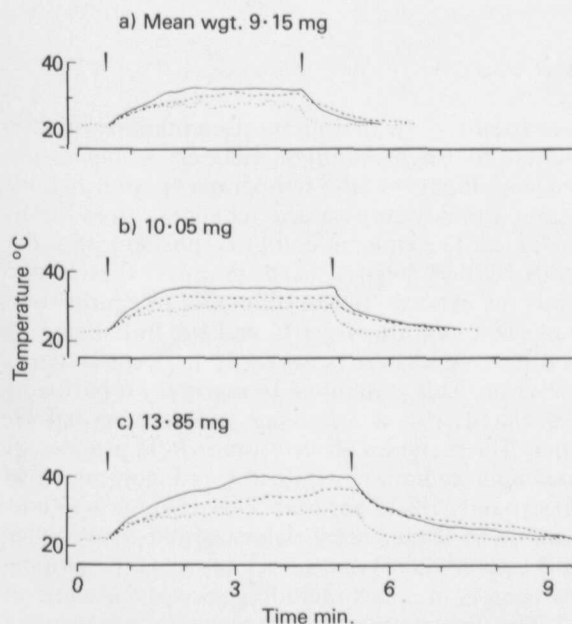 a) Mean wgt. 9·15 mg
40
20
b) 10·05 mg
40
20
Temperature °C
c) 13·85 mg
40
20
0 3 6 9
Time min.